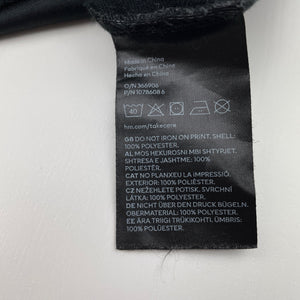 Made in China
Fabriqué en Chine
Hecho en China
O/N 366906
P/N 10786086
40
hm.com/takecare
GB DO NOT IRON ON PRINT. SHELL:
100% POLYESTER.
AL MOS HEKUROSNI MBI SHTYPJET.
SHTRESA E JASHTME: 100%
POLIESTER.
CAT NO PLANXEU LA IMPRESSIÓ.
EXTERIOR: 100% POLIÈSTER.
CZ NEŽEHLETE POTISK. SVRCHNÍ
LÁTKA: 100% POLYESTER.
DE NICHT ÜBER DEN DRUCK BÜGELN.
OBERMATERIAL: 100% POLYESTER.
EE ÄRA TRIIGI TRÜKIKOHTI. ÜMBRIS:
100% POLÜESTER.